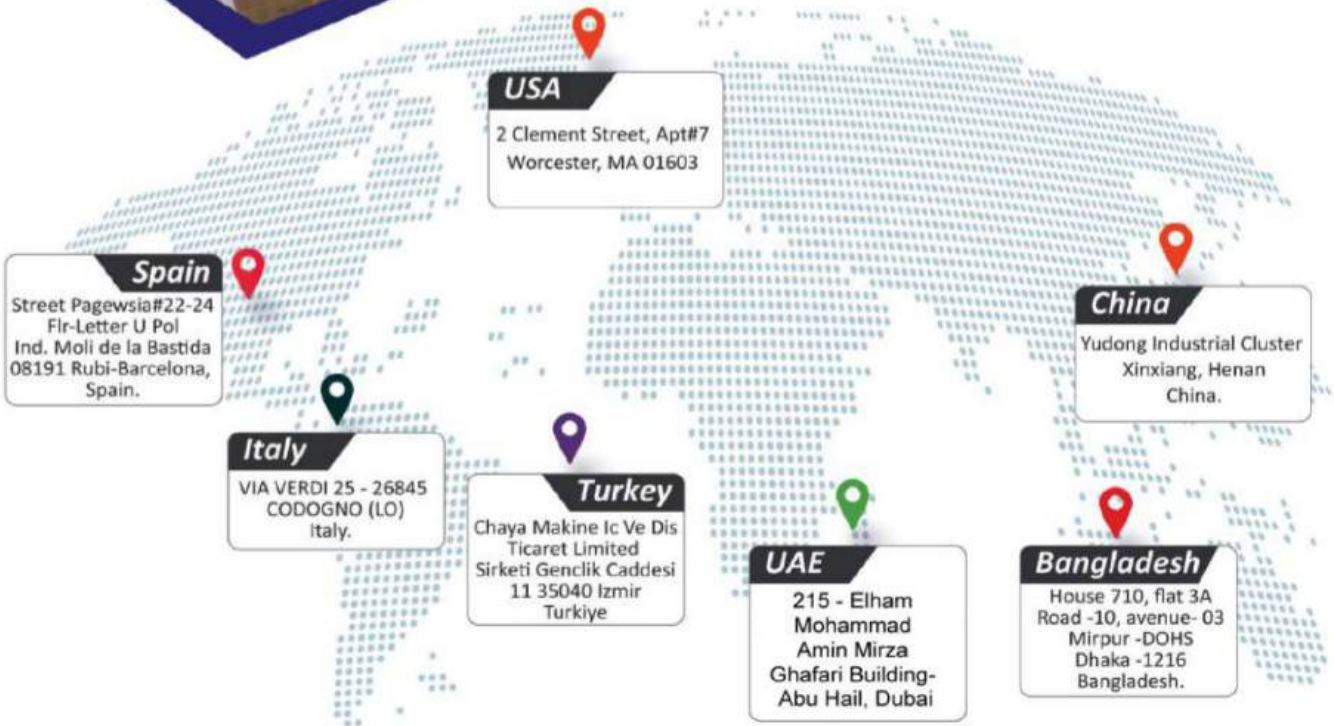 USA
2 Clement Street, Apt#7
Worcester, MA 01603
Spain
Street Pagewsia#22-24
Flr-Letter U Pol
Ind. Moli de la Bastida
08191 Rubi-Barcelona,
Spain.
China
Yudong Industrial Cluster
Xinxiang, Henan
China.
Italy
VIA VERDI 25 - 26845
CODOGNO (LO)
Italy.
Turkey
Chaya Makine Ic Ve Dis
Ticaret Limited
Sirketi Genclik Caddesi
11 35040 Izmir
Turkiye
UAE
215 - Elham
Mohammad
Amin Mirza
Ghafari Building-
Abu Hail, Dubai
Bangladesh
House 710, flat 3A
Road -10, avenue- 03
Mirpur -DOHS
Dhaka -1216
Bangladesh.